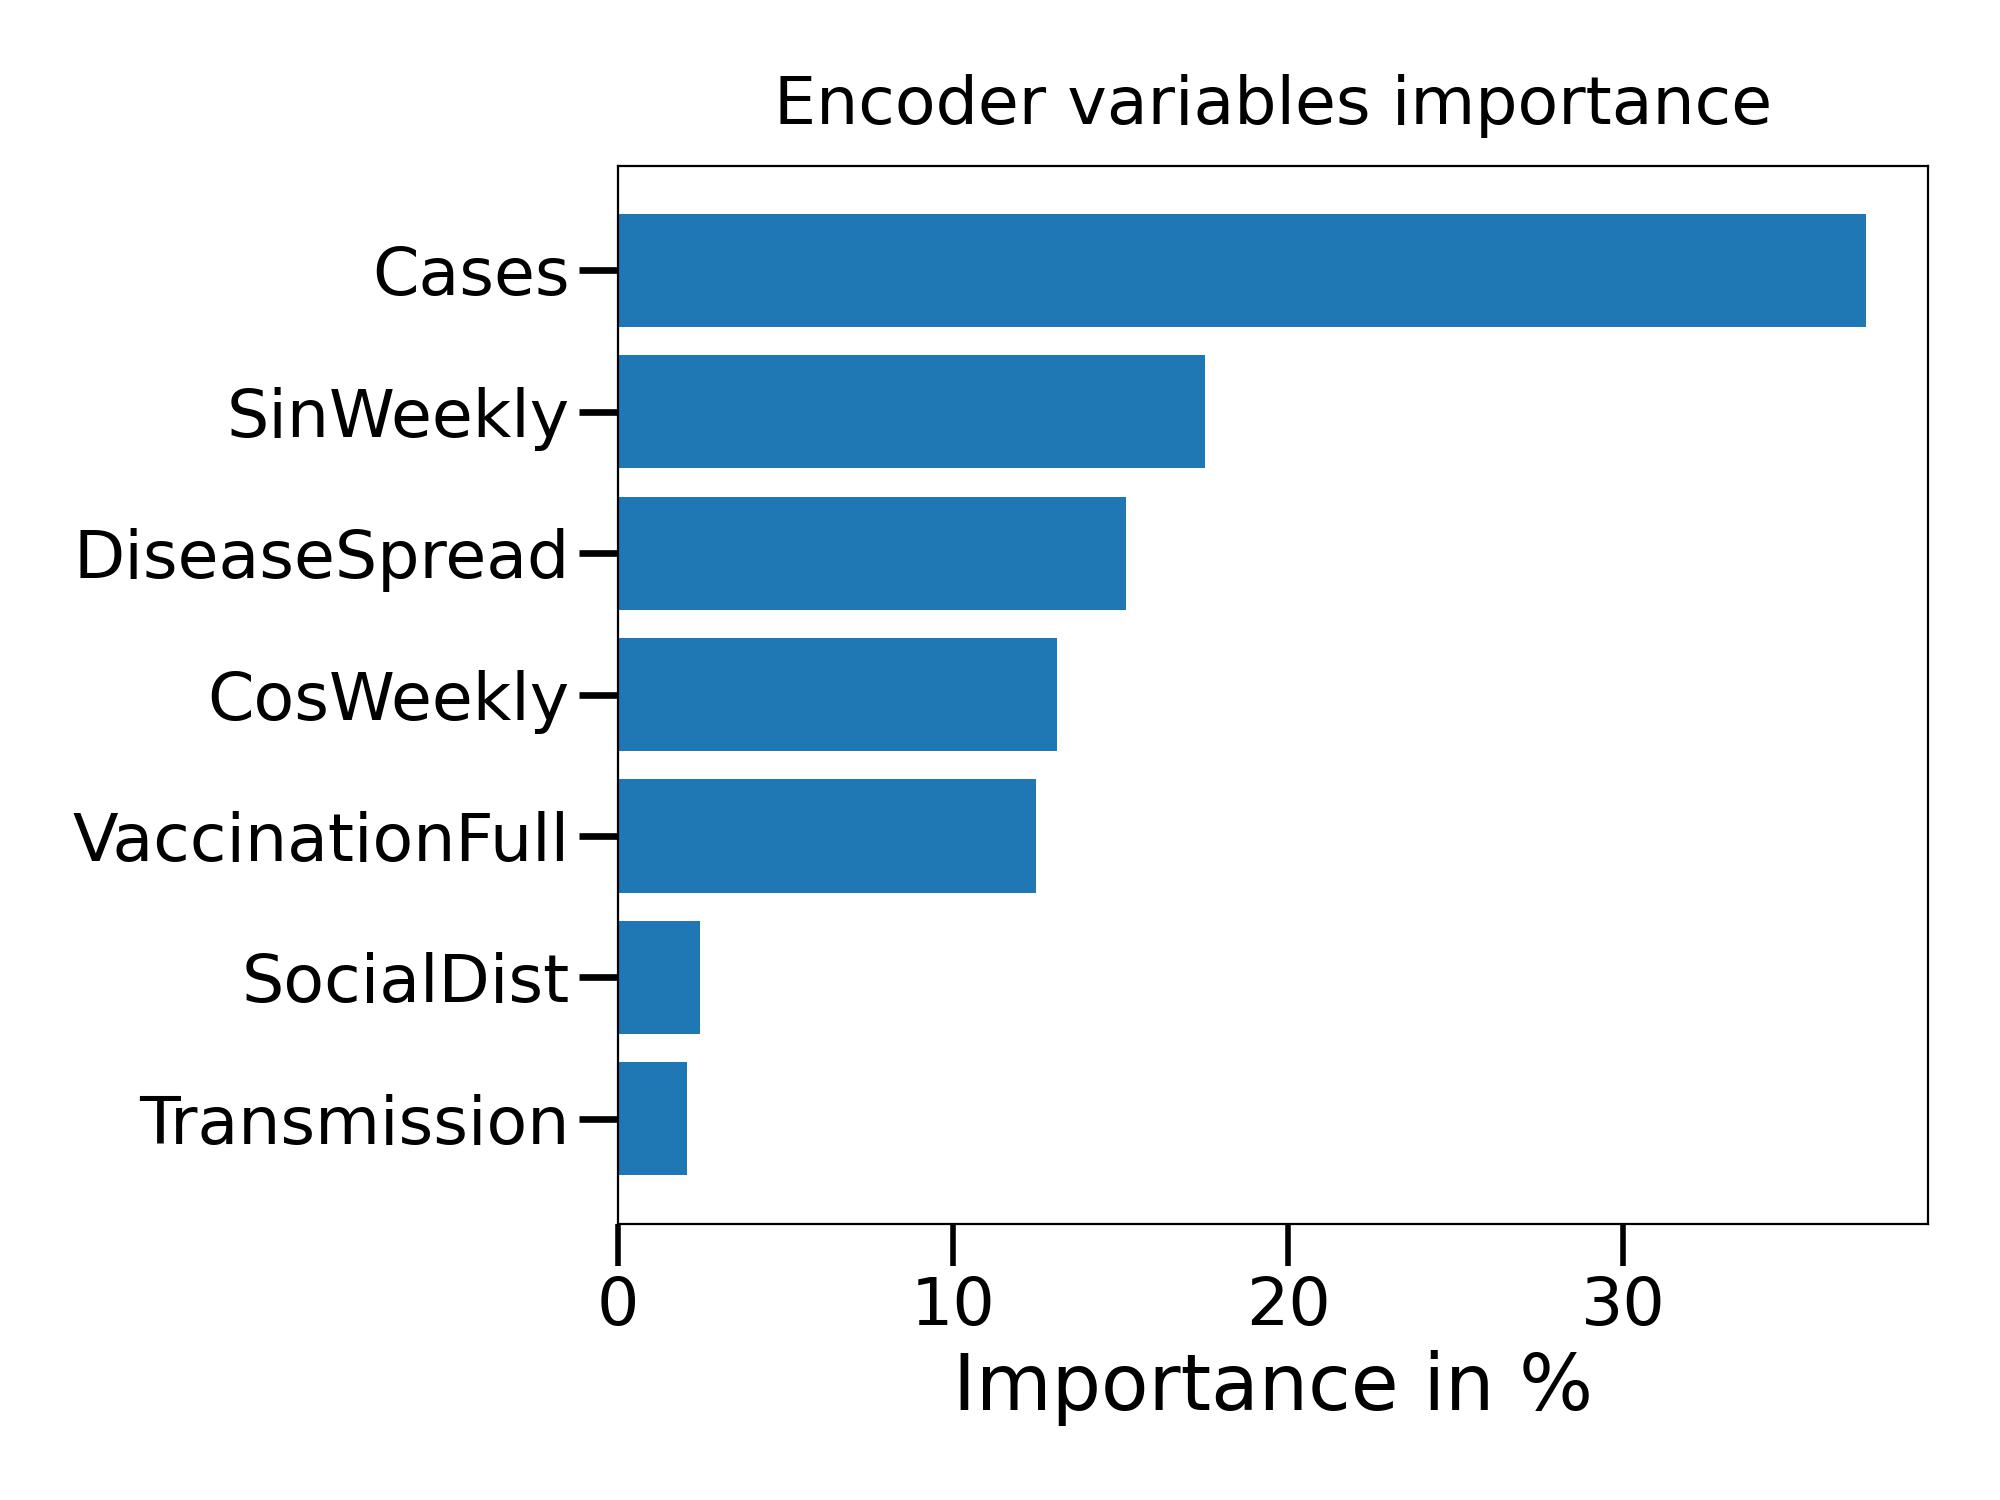 Encoder variables importance
Cases
SinWeekly
DiseaseSpread
CosWeekly
VaccinationFull
SocialDist
Transmission
0 10 20 30
Importance in %